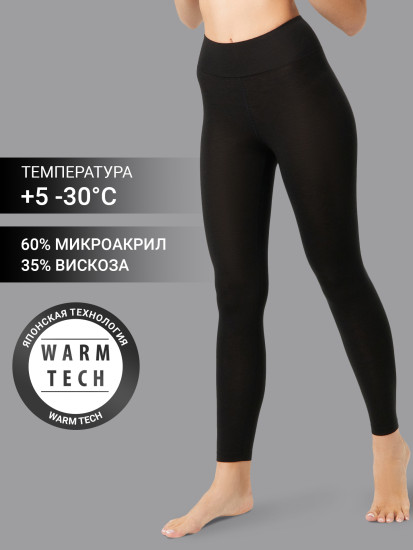 ТЕМПЕРАТУРА
+5 -30°C
60% МИКРОАКРИЛ
35% ВИСКОЗА
ЯПОНСКАЯ ТЕХНОЛОГИЯ
WARM
TECH
WARM TECH